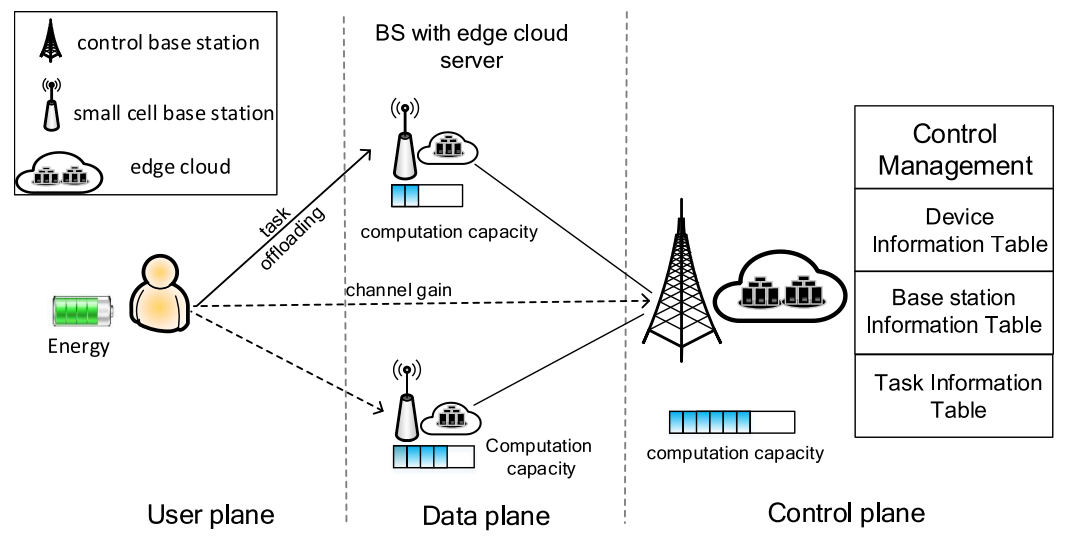 control base station
small cell base station
edge cloud
BS with edge cloud
server
task
offloading
computation capacity
channel gain
Energy
Computation
capacity
computation capacity
Control
Management
Device
Information Table
Base station
Information Table
Task Information
Table
User plane
Data plane
Control plane